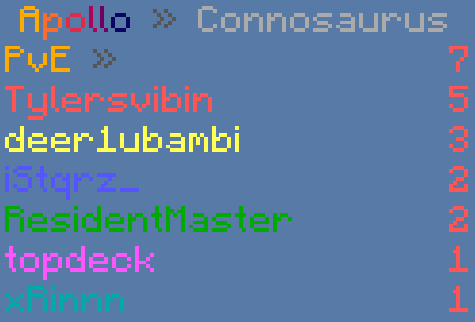 Apollo » Connosaurus
PvE » 7
Tylersvibin 5
deer1ubambi 3
iStqrz_ 2
ResidentMaster 2
topdeck 1
xRinnn 1